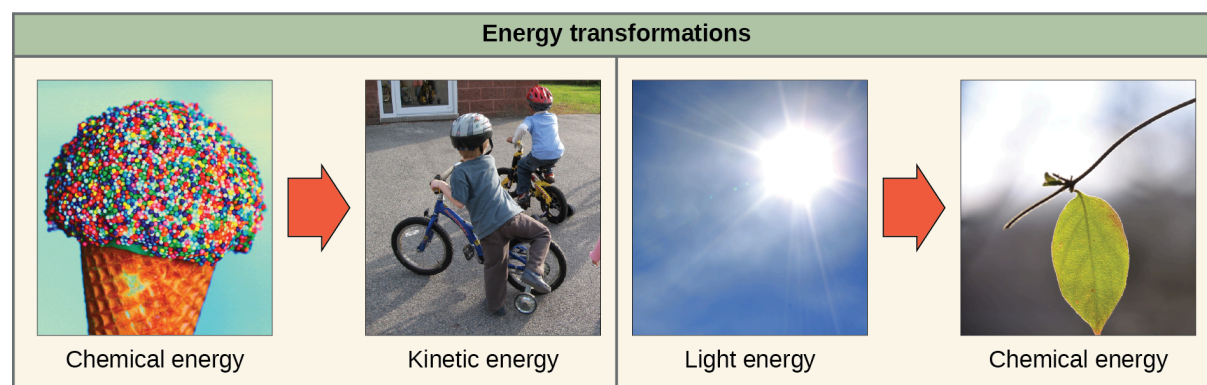 Energy transformations
Chemical energy
Kinetic energy
Light energy
Chemical energy